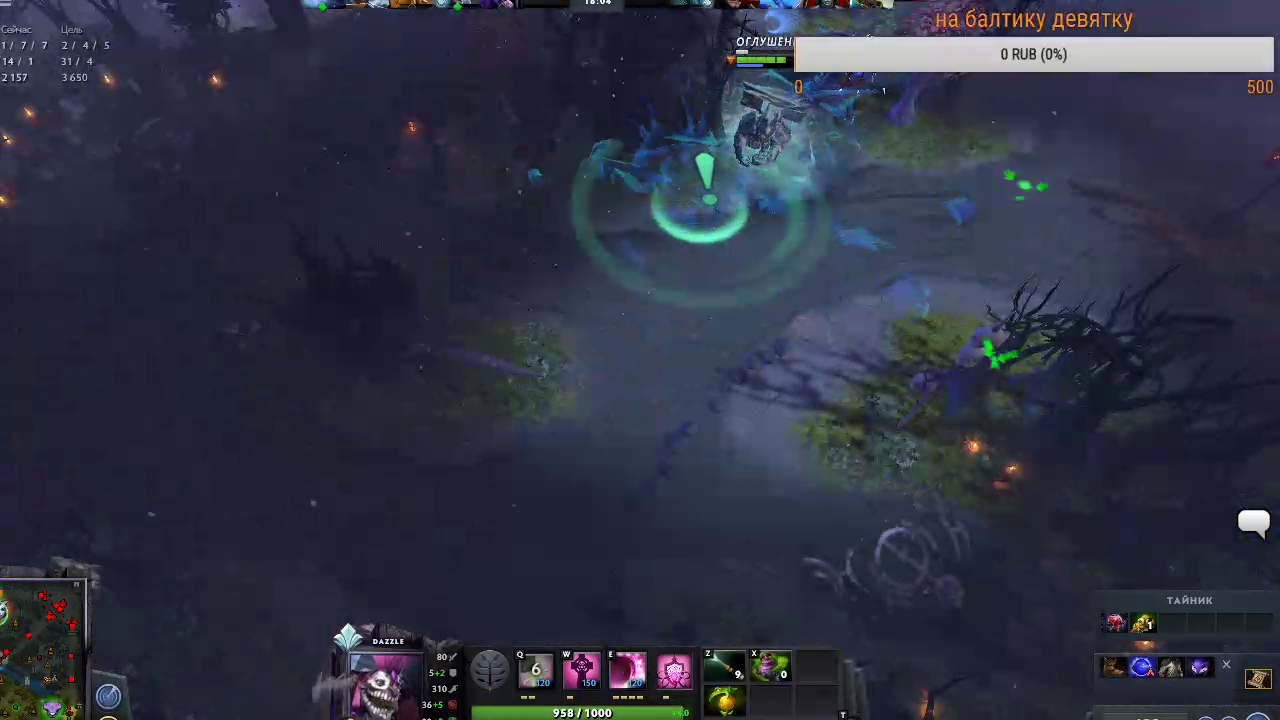 18:04
на балтику девятку
Сейчас Цель
ОГЛУШЕН
1 / 7 / 7 2 / 4 / 5
0 RUB (0%)
14 / 1 31 / 3
2 157 3 650
0 500
ТАЙНИК
1
DAZZLE
Q W E Z X
80
6
5+2
120 150 120 9 0
310
36+5
958 / 1000
T